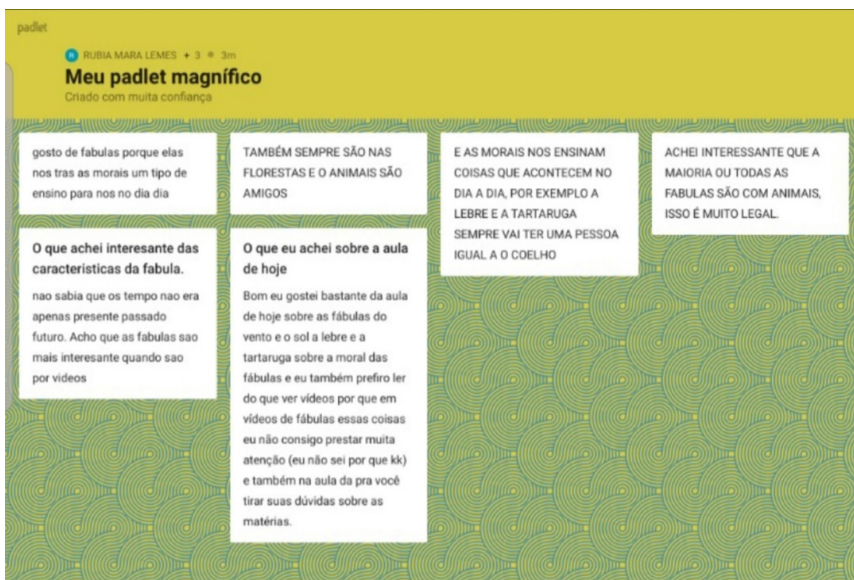 padlet
R RUBIA MARA LEMES + 3 • 3m
Meu padlet magnífico
Criado com muita confiança
gosto de fabulas porque elas
nos tras as morais um tipo de
ensino para nos no dia dia
O que achei interesante das
caracteristicas da fabula.
nao sabia que os tempo nao era
apenas presente passado
futuro. Acho que as fabulas sao
mais interesante quando sao
por videos
TAMBÉM SEMPRE SÃO NAS
FLORESTAS E O ANIMAIS SÃO
AMIGOS
O que eu achei sobre a aula
de hoje
Bom eu gostei bastante da aula
de hoje sobre as fábulas do
vento e o sol a lebre e a
tartaruga sobre a moral das
fábulas e eu também prefiro ler
do que ver vídeos por que em
vídeos de fábulas essas coisas
eu não consigo prestar muita
atenção (eu não sei por que kk)
e também na aula da pra você
tirar suas dúvidas sobre as
matérias.
E AS MORAIS NOS ENSINAM
COISAS QUE ACONTECEM NO
DIA A DIA, POR EXEMPLO A
LEBRE E A TARTARUGA
SEMPRE VAI TER UMA PESSOA
IGUAL A O COELHO
ACHEI INTERESSANTE QUE A
MAIORIA OU TODAS AS
FABULAS SÃO COM ANIMAIS,
ISSO É MUITO LEGAL.